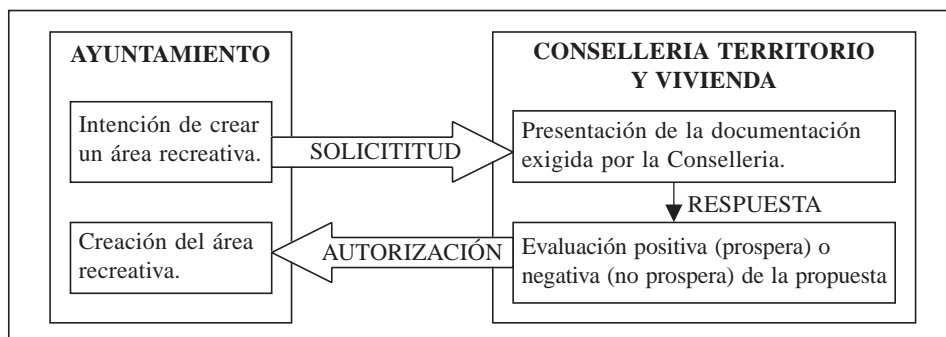 AYUNTAMIENTO
CONSELLERIA TERRITORIO
Y VIVIENDA
Intención de crear
un área recreativa.
SOLICITITUD
Presentación de la documentación
exigida por la Conselleria.
RESPUESTA
Creación del área
recreativa.
AUTORIZACIÓN
Evaluación positiva (prospera) o
negativa (no prospera) de la propuesta